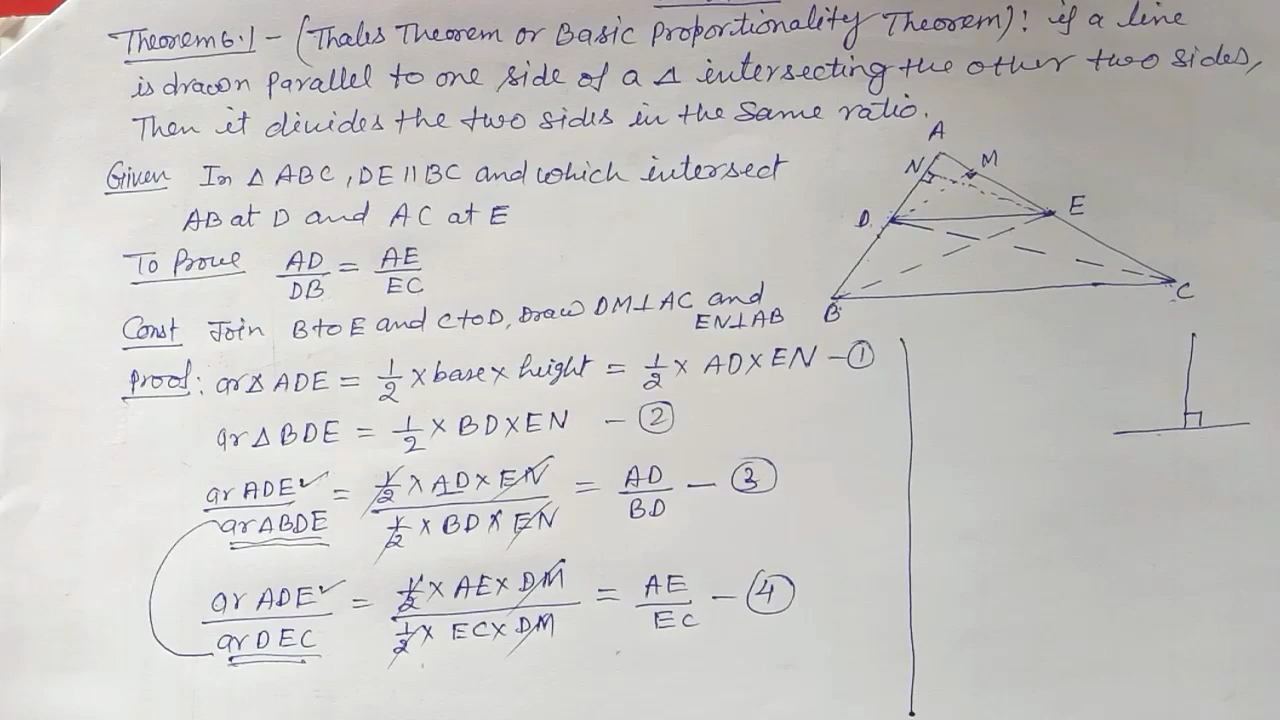 Theorem 6.1 - (Thales Theorem or Basic Proportionality Theorem): if a line
is drawn parallel to one side of a Δ intersecting the other two sides,
Then it divides the two sides in the same ratio.
Given In Δ ABC, DE || BC and which intersect
AB at D and AC at E
To Prove AD/DB = AE/EC
Const Join B to E and C to D, Draw DM⊥AC and
EN⊥AB
Proof: ar Δ ADE = 1/2 × base × height = 1/2 × AD × EN - ①
ar Δ BDE = 1/2 × BD × EN - ②
ar ADE ✓/ar ΔBDE = 1/2 × AD × EN/1/2 × BD × EN = AD/BD - ③
ar ADE ✓/ar DEC = 1/2 × AE × DM/1/2 × EC × DM = AE/EC - ④
A
N M
D E
B C